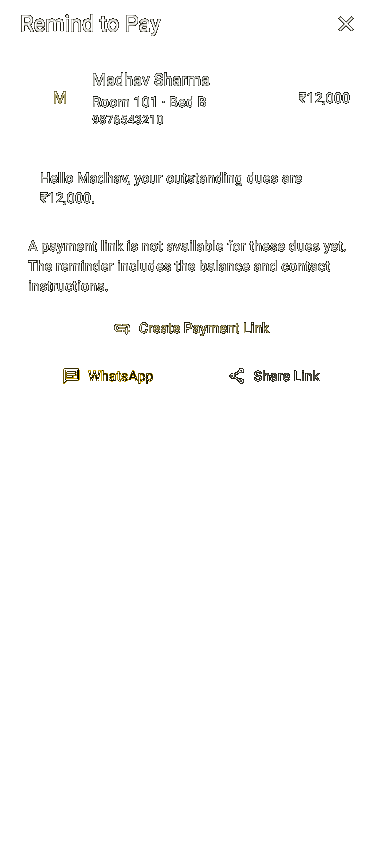 Remind to Pay
M
Madhav Sharma
Room 101 · Bed B
9876543210
₹12,000
Hello Madhav, your outstanding dues are
₹12,000.
A payment link is not available for these dues yet.
The reminder includes the balance and contact
instructions.
Create Payment Link
WhatsApp
Share Link